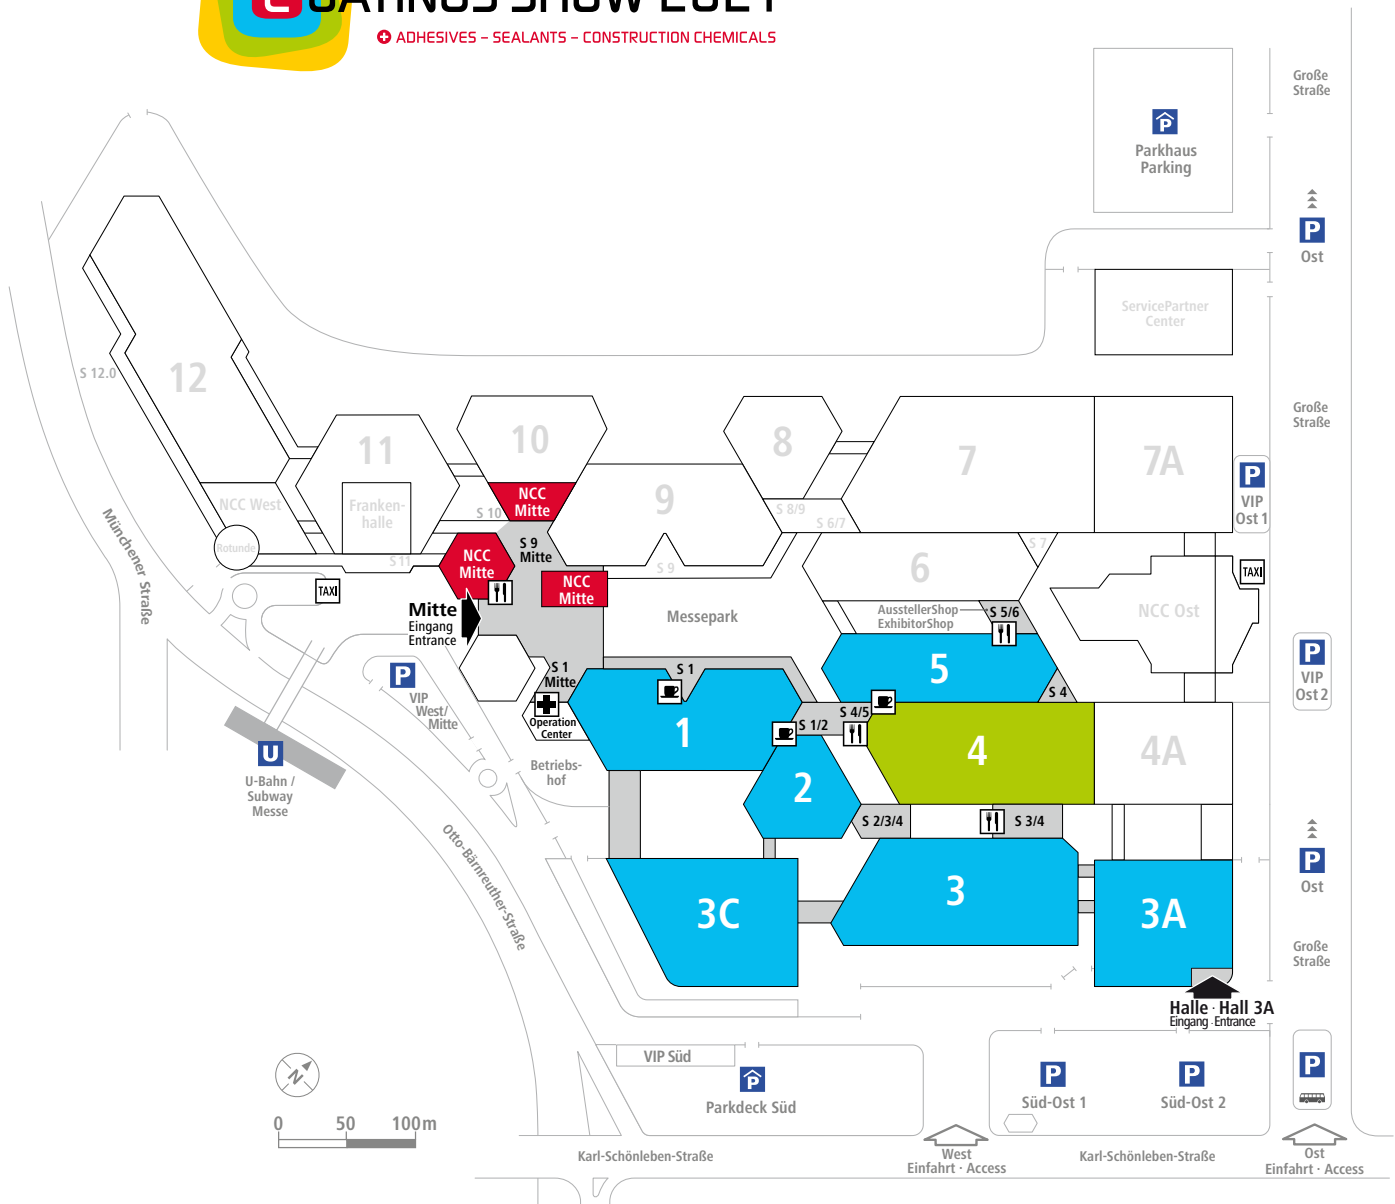 ADHESIVES – SEALANTS – CONSTRUCTION CHEMICALS
Große
Straße
P
Parkhaus
Parking
P
Ost
ServicePartner
Center
12
S 12.0
Große
Straße
10
11
8
7
7A
9
NCC West
Franken-
halle
NCC
Mitte
S 10
S 8/9
S 6/7
P
VIP
Ost 1
Münchener Straße
Rotunde
S 11
NCC
Mitte
S 9
Mitte
S 9
NCC
Mitte
6
S 7
TAXI
TAXI
Mitte
Eingang
Entrance
Messepark
AusstellerShop
ExhibitorShop
S 5/6
NCC Ost
P
VIP
West/
Mitte
S 1
Mitte
S 1
5
S 4
P
VIP
Ost 2
Operation
Center
1
S 1/2
S 4/5
4
4A
U
U-Bahn /
Subway
Messe
Betriebs-
hof
2
S 2/3/4
S 3/4
Otto-Bärnreuther-Straße
P
Ost
3C
3
3A
Große
Straße
Halle · Hall 3A
Eingang · Entrance
N
0 50 100m
VIP Süd
P
Parkdeck Süd
P
Süd-Ost 1
P
Süd-Ost 2
P
Karl-Schönleben-Straße
West
Einfahrt · Access
Karl-Schönleben-Straße
Ost
Einfahrt · Access